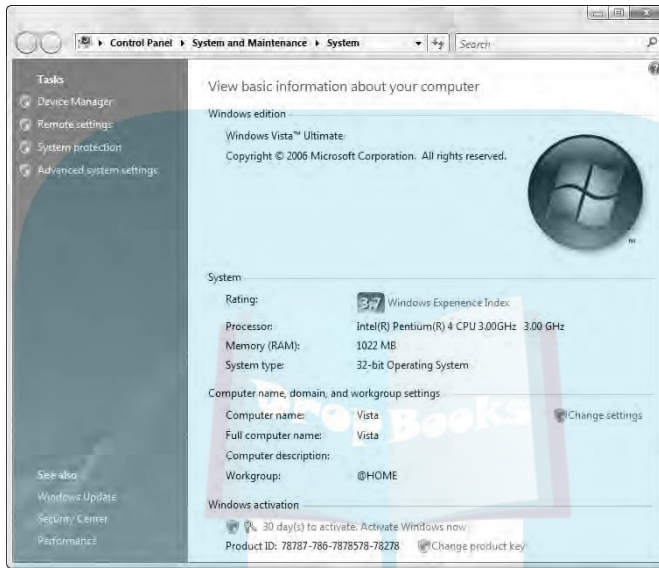 Control Panel ▸ System and Maintenance ▸ System
Search
Tasks
Device Manager
Remote settings
System protection
Advanced system settings
See also
Windows Update
Security Center
Performance
View basic information about your computer
Windows edition
Windows Vista™ Ultimate
Copyright © 2006 Microsoft Corporation. All rights reserved.
TM
System
Rating: 3.7 Windows Experience Index
Processor: Intel(R) Pentium(R) 4 CPU 3.00GHz 3.00 GHz
Memory (RAM): 1022 MB
System type: 32-bit Operating System
Computer name, domain, and workgroup settings
Computer name: Vista Change settings
Full computer name: Vista
Computer description:
Workgroup: @HOME
Windows activation
30 day(s) to activate. Activate Windows now
Product ID: 78787-786-7878578-78278 Change product key
DropBooks